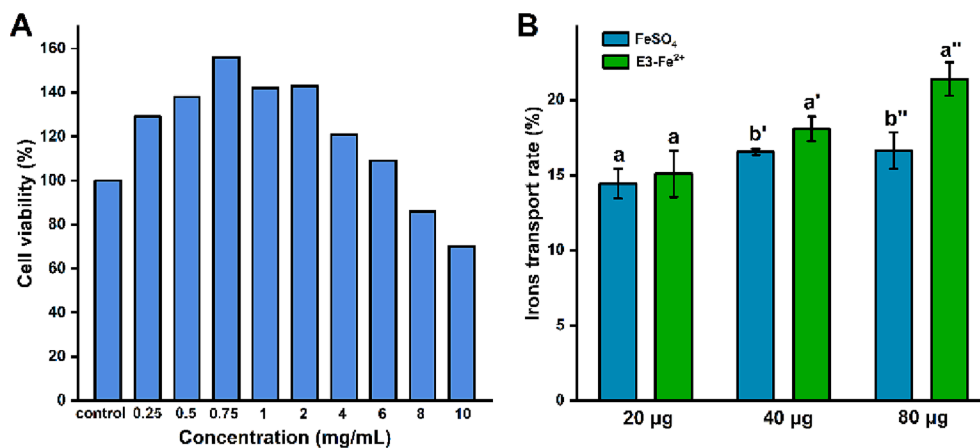 A
Cell viability (%)
160
140
120
100
80
60
40
20
0
control 0.25 0.5 0.75 1 2 4 6 8 10
Concentration (mg/mL)
B
Irons transport rate (%)
FeSO₄
E3-Fe²⁺
20
15
10
5
0
a a b' a' b" a"
20 μg 40 μg 80 μg